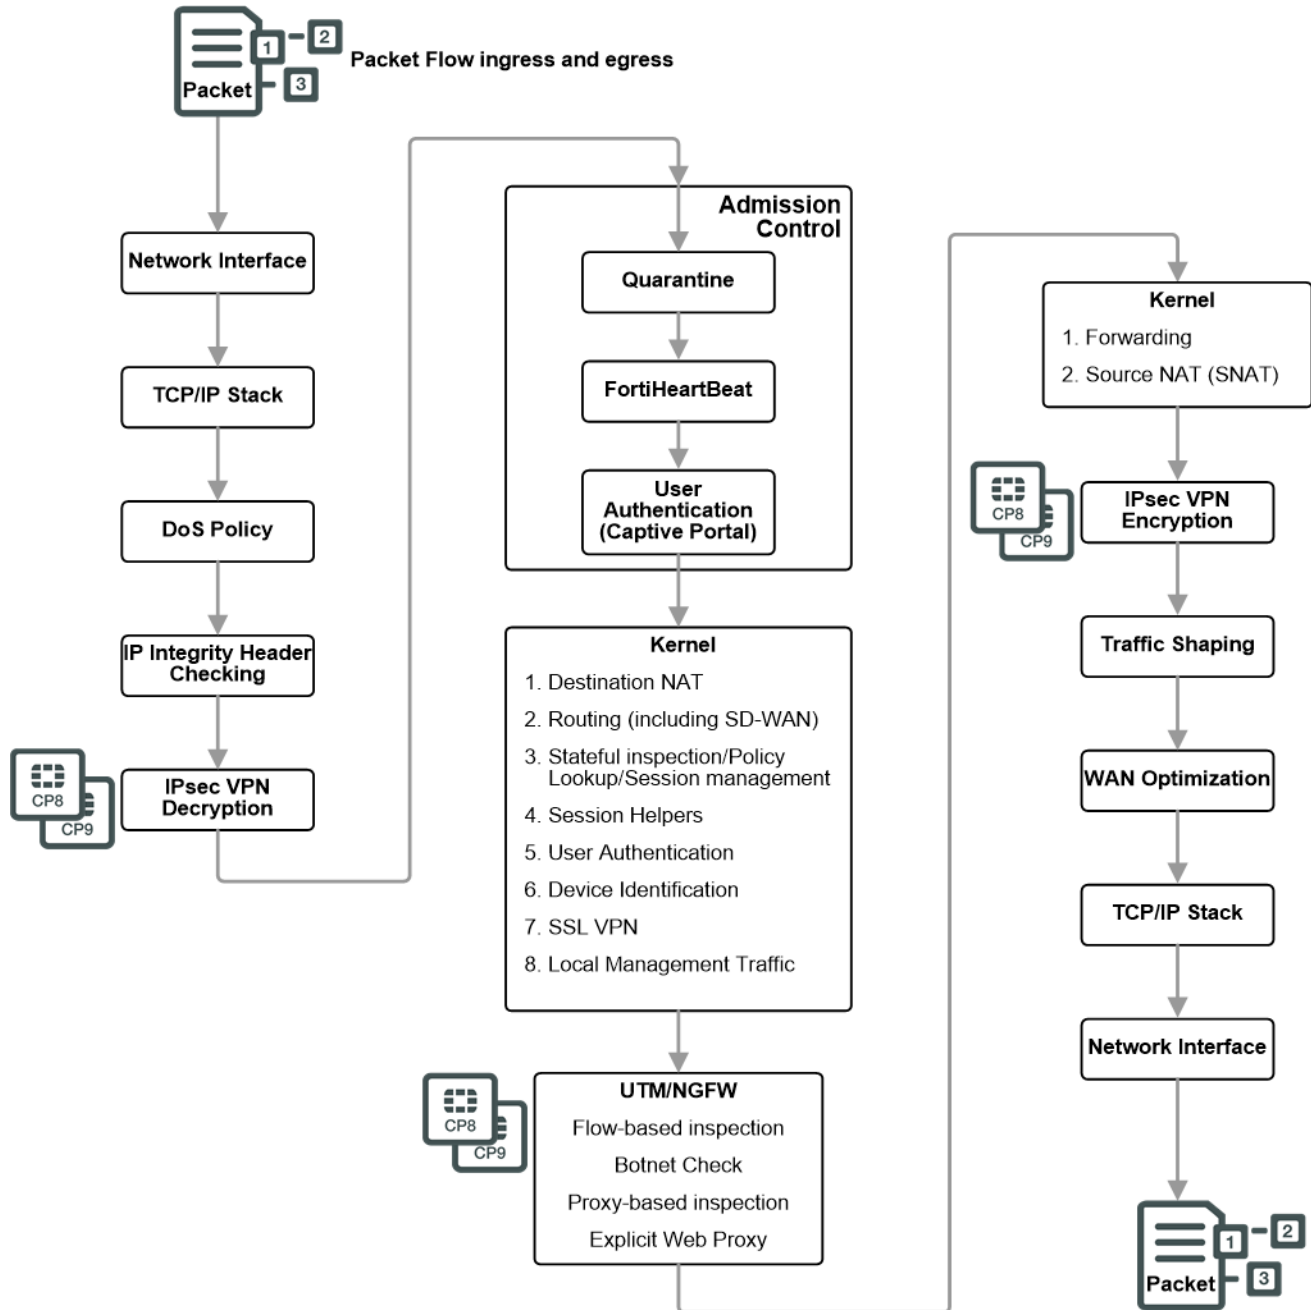 1
2
3
Packet
Packet Flow ingress and egress
Network Interface
TCP/IP Stack
DoS Policy
IP Integrity Header
Checking
CP8
CP9
IPsec VPN
Decryption
Admission
Control
Quarantine
FortiHeartBeat
User
Authentication
(Captive Portal)
Kernel
1. Destination NAT
2. Routing (including SD-WAN)
3. Stateful inspection/Policy
Lookup/Session management
4. Session Helpers
5. User Authentication
6. Device Identification
7. SSL VPN
8. Local Management Traffic
CP8
CP9
UTM/NGFW
Flow-based inspection
Botnet Check
Proxy-based inspection
Explicit Web Proxy
Kernel
1. Forwarding
2. Source NAT (SNAT)
CP8
CP9
IPsec VPN
Encryption
Traffic Shaping
WAN Optimization
TCP/IP Stack
Network Interface
1
2
3
Packet